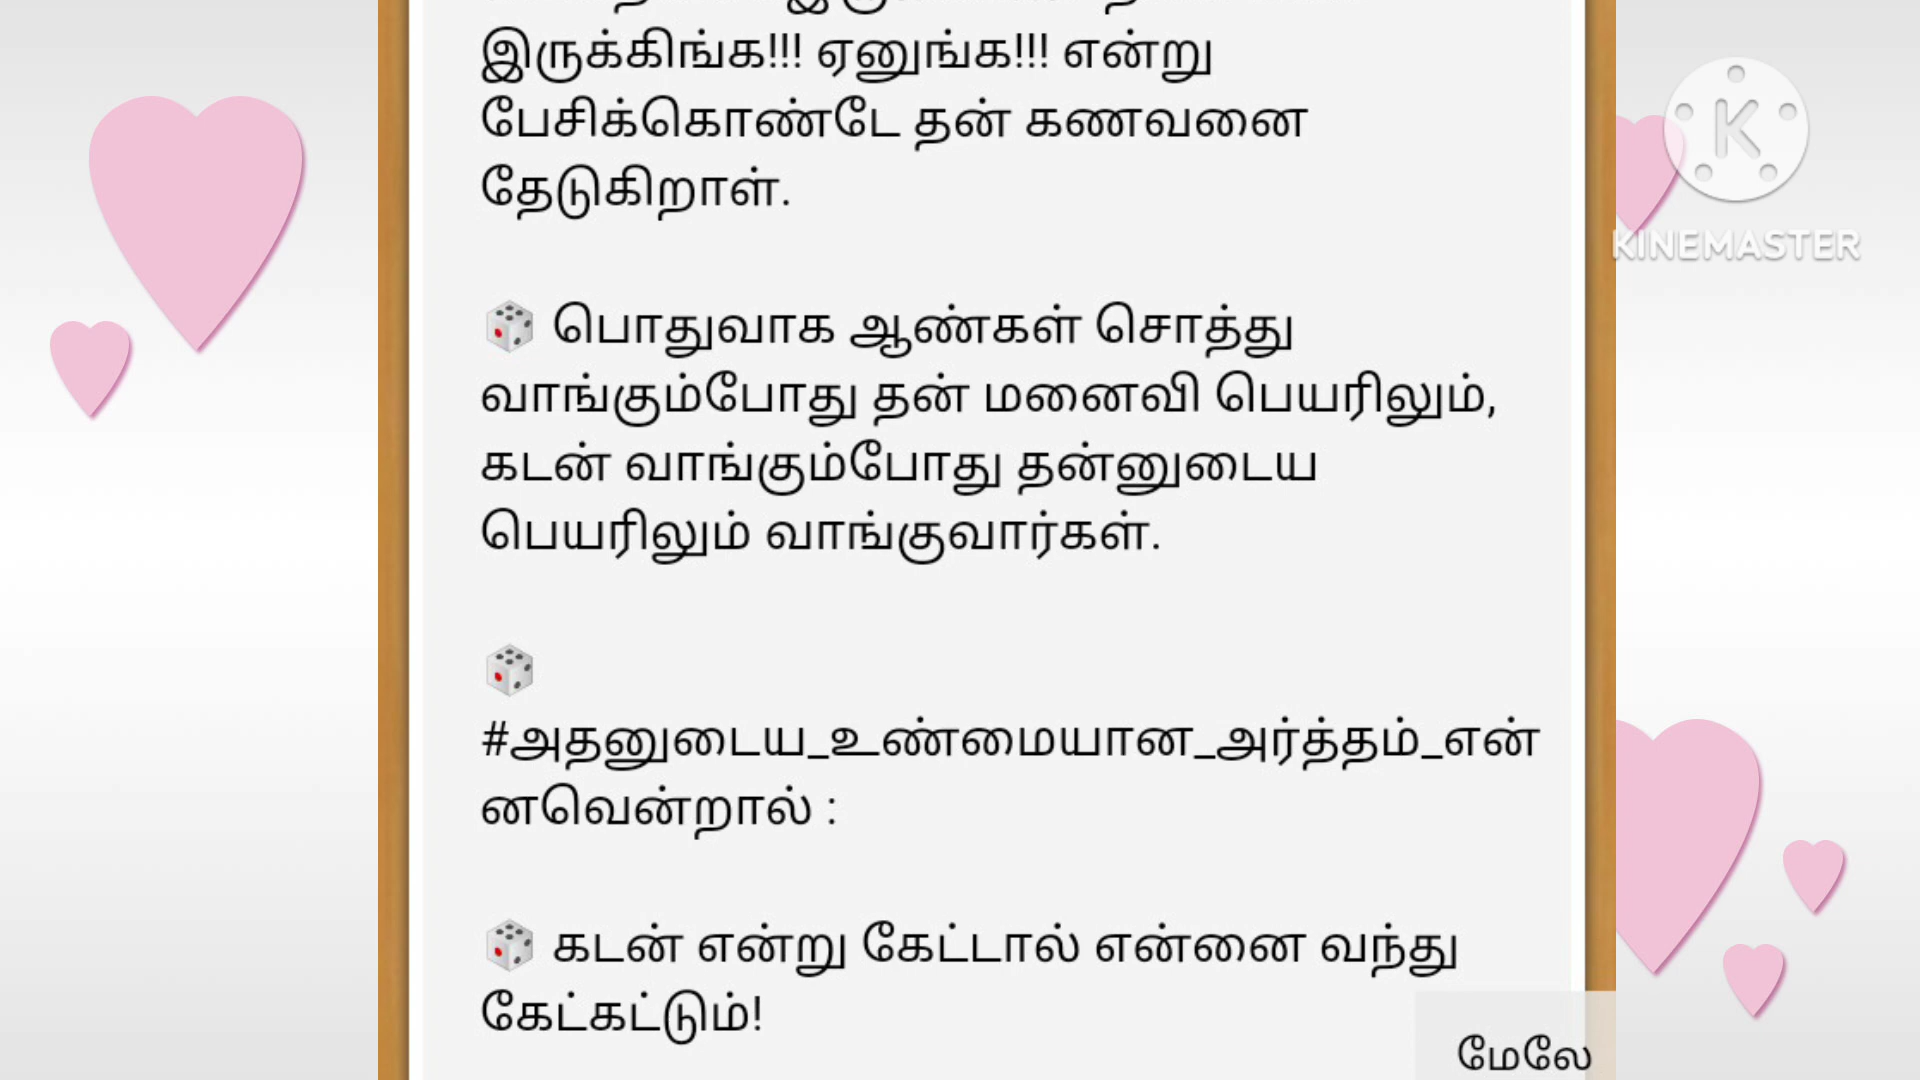 இருக்கிங்க!!! ஏனுங்க!!! என்று
பேசிக்கொண்டே தன் கணவனை
தேடுகிறாள்.
🎲 பொதுவாக ஆண்கள் சொத்து
வாங்கும்போது தன் மனைவி பெயரிலும்,
கடன் வாங்கும்போது தன்னுடைய
பெயரிலும் வாங்குவார்கள்.
🎲
#அதனுடைய_உண்மையான_அர்த்தம்_என்
னவென்றால் :
🎲 கடன் என்று கேட்டால் என்னை வந்து
கேட்கட்டும்!
மேலே
K
KINEMASTER